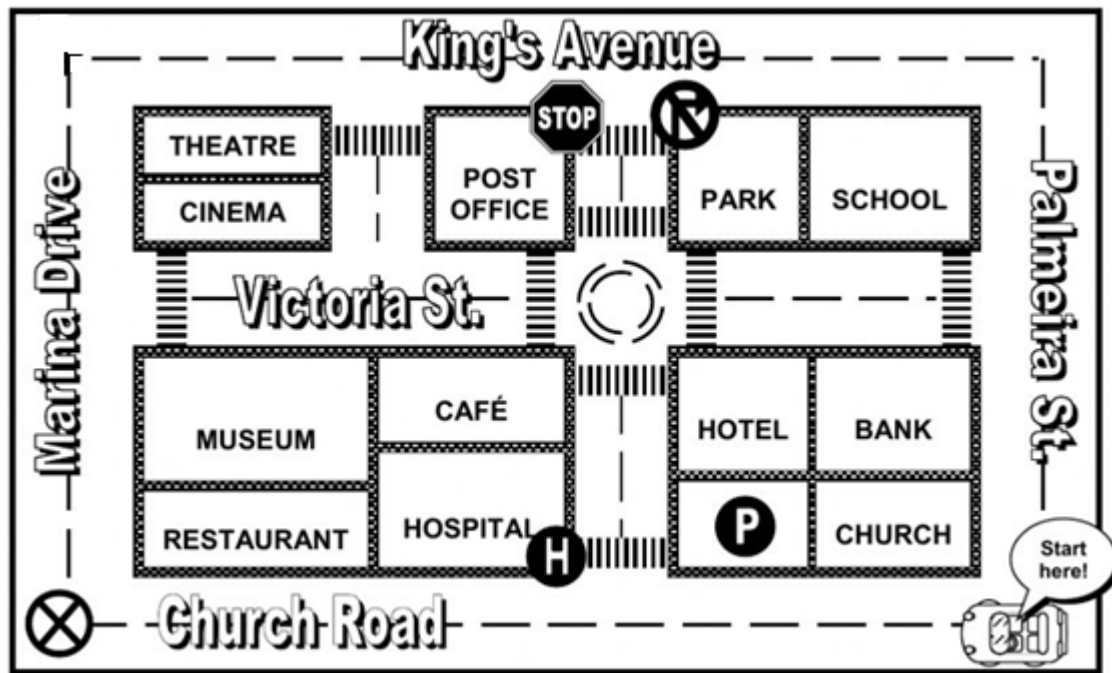 King's Avenue
STOP
THEATRE
CINEMA
POST
OFFICE
PARK
SCHOOL
Marina Drive
Palmeira St.
Victoria St.
MUSEUM
CAFÉ
HOTEL
BANK
RESTAURANT
HOSPITAL
H
P
CHURCH
Start
here!
Church Road